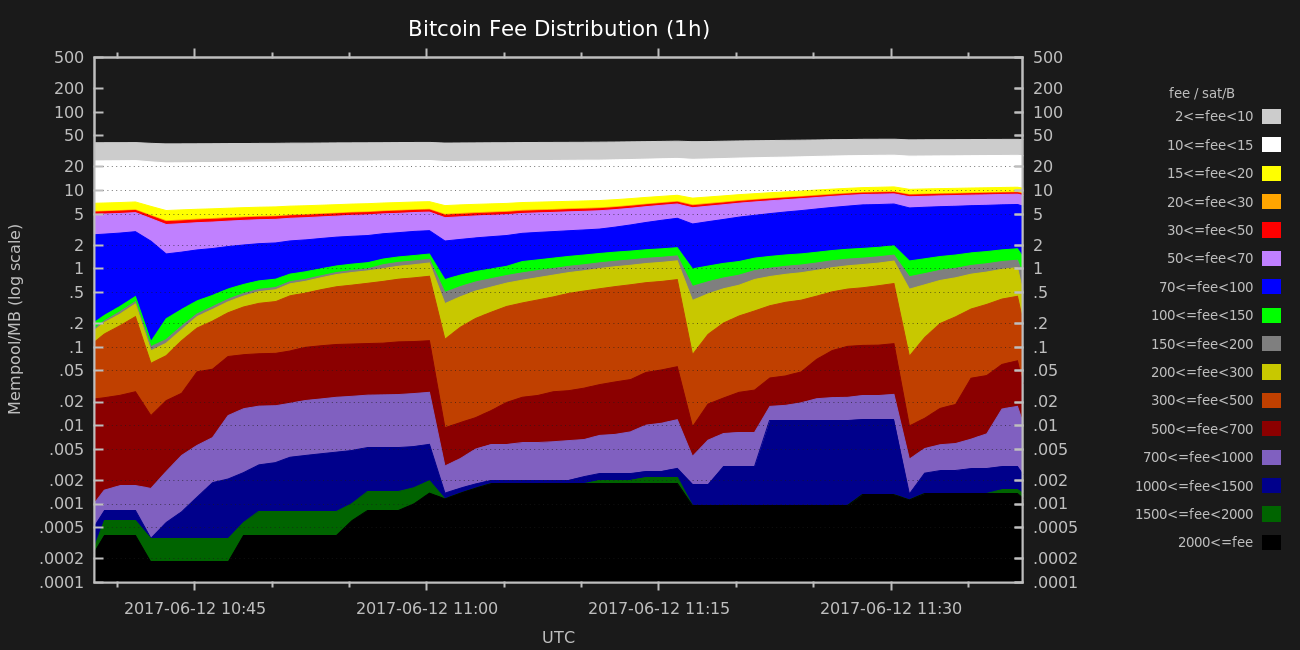 Bitcoin Fee Distribution (1h)
Mempool/MB (log scale)
500
200
100
50
20
10
5
2
1
.5
.2
.1
.05
.02
.01
.005
.002
.001
.0005
.0002
.0001
500
200
100
50
20
10
5
2
1
.5
.2
.1
.05
.02
.01
.005
.002
.001
.0005
.0002
.0001
fee / sat/B
2<=fee<10
10<=fee<15
15<=fee<20
20<=fee<30
30<=fee<50
50<=fee<70
70<=fee<100
100<=fee<150
150<=fee<200
200<=fee<300
300<=fee<500
500<=fee<700
700<=fee<1000
1000<=fee<1500
1500<=fee<2000
2000<=fee
2017-06-12 10:45
2017-06-12 11:00
2017-06-12 11:15
2017-06-12 11:30
UTC